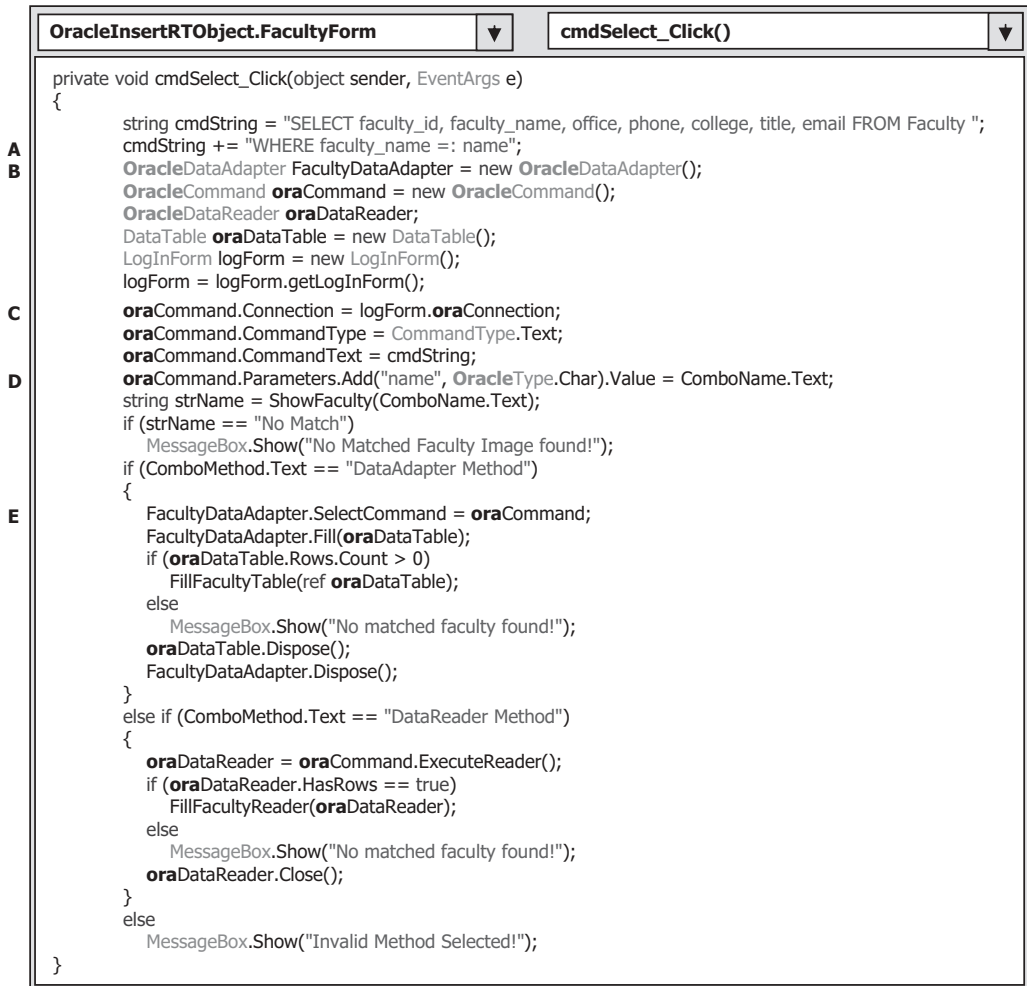 OracleInsertRTObject.FacultyForm cmdSelect_Click()
private void cmdSelect_Click(object sender, EventArgs e)
{
string cmdString = "SELECT faculty_id, faculty_name, office, phone, college, title, email FROM Faculty ";
A cmdString += "WHERE faculty_name =: name";
B OracleDataAdapter FacultyDataAdapter = new OracleDataAdapter();
OracleCommand oraCommand = new OracleCommand();
OracleDataReader oraDataReader;
DataTable oraDataTable = new DataTable();
LogInForm logForm = new LogInForm();
logForm = logForm.getLogInForm();
C oraCommand.Connection = logForm.oraConnection;
oraCommand.CommandType = CommandType.Text;
oraCommand.CommandText = cmdString;
D oraCommand.Parameters.Add("name", OracleType.Char).Value = ComboName.Text;
string strName = ShowFaculty(ComboName.Text);
if (strName == "No Match")
MessageBox.Show("No Matched Faculty Image found!");
if (ComboMethod.Text == "DataAdapter Method")
{
E FacultyDataAdapter.SelectCommand = oraCommand;
FacultyDataAdapter.Fill(oraDataTable);
if (oraDataTable.Rows.Count > 0)
FillFacultyTable(ref oraDataTable);
else
MessageBox.Show("No matched faculty found!");
oraDataTable.Dispose();
FacultyDataAdapter.Dispose();
}
else if (ComboMethod.Text == "DataReader Method")
{
oraDataReader = oraCommand.ExecuteReader();
if (oraDataReader.HasRows == true)
FillFacultyReader(oraDataReader);
else
MessageBox.Show("No matched faculty found!");
oraDataReader.Close();
}
else
MessageBox.Show("Invalid Method Selected!");
}